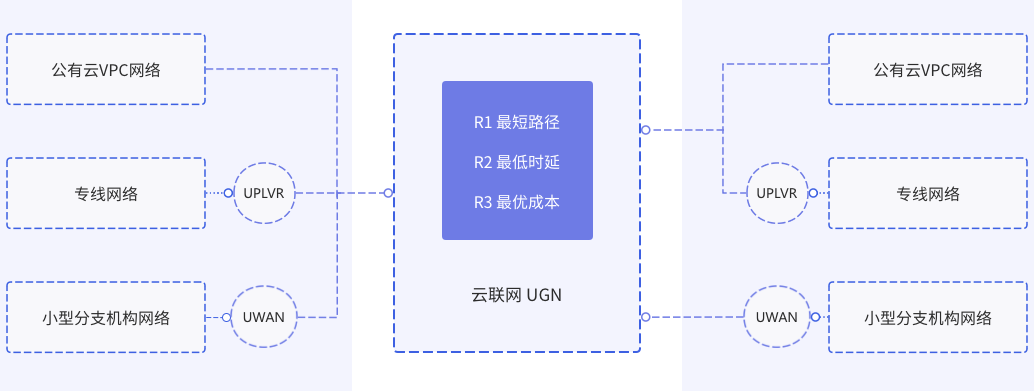 公有云VPC网络
专线网络
UPLVR
小型分支机构网络
UWAN
R1 最短路径
R2 最低时延
R3 最优成本
云联网 UGN
公有云VPC网络
UPLVR
专线网络
UWAN
小型分支机构网络